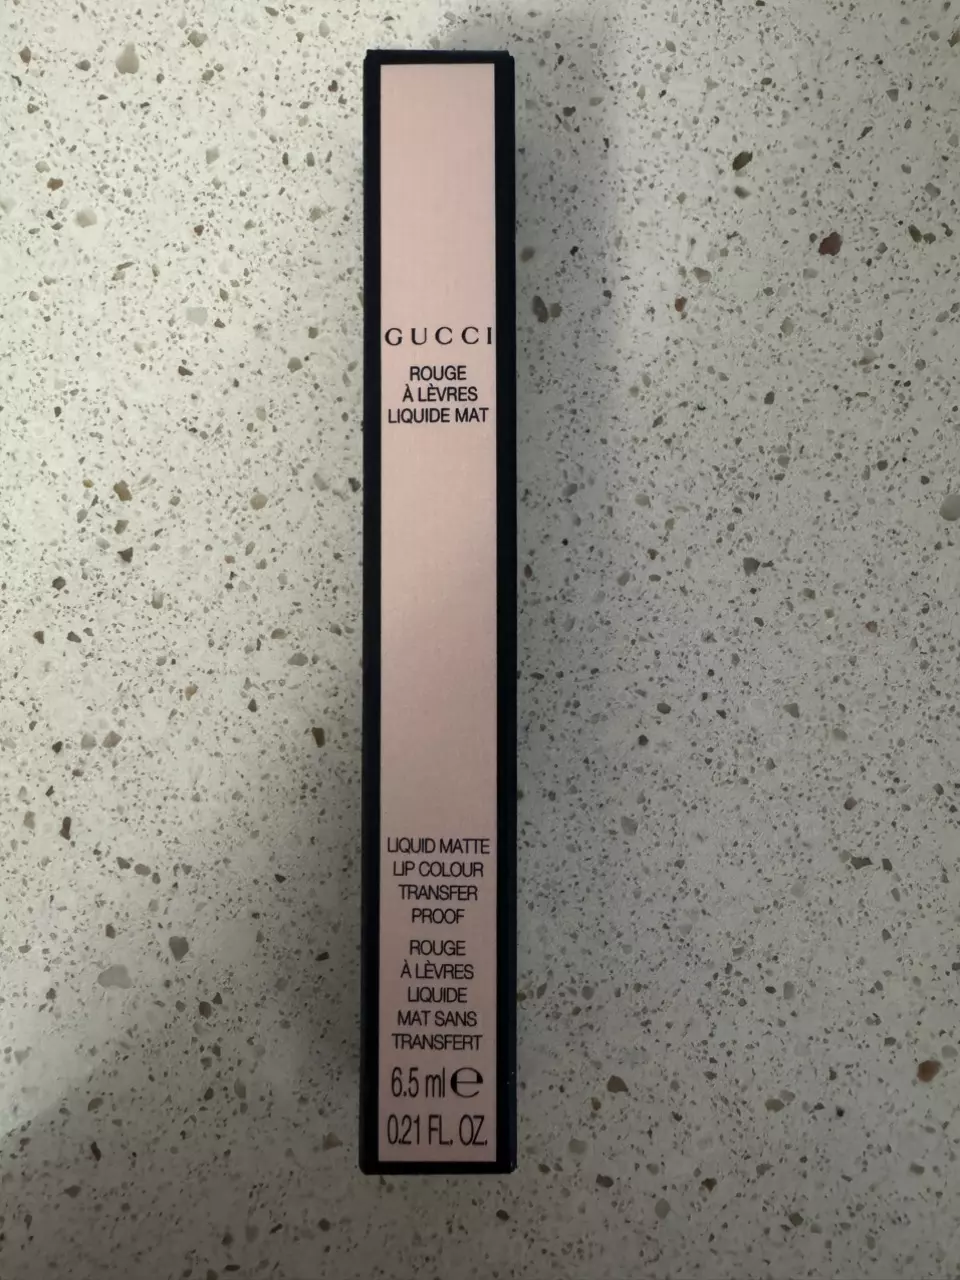 GUCCI
ROUGE
À LÈVRES
LIQUIDE MAT
LIQUID MATTE
LIP COLOUR
TRANSFER
PROOF
ROUGE
À LÈVRES
LIQUIDE
MAT SANS
TRANSFERT
6.5 ml ℮
0.21 FL. OZ.